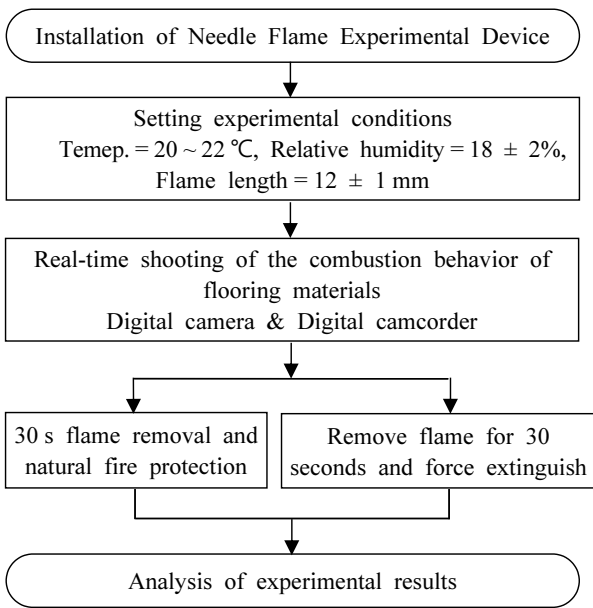 Installation of Needle Flame Experimental Device
Setting experimental conditions
Temep. = 20 ~ 22 ℃, Relative humidity = 18 ± 2%,
Flame length = 12 ± 1 mm
Real-time shooting of the combustion behavior of
flooring materials
Digital camera & Digital camcorder
30 s flame removal and
natural fire protection
Remove flame for 30
seconds and force extinguish
Analysis of experimental results